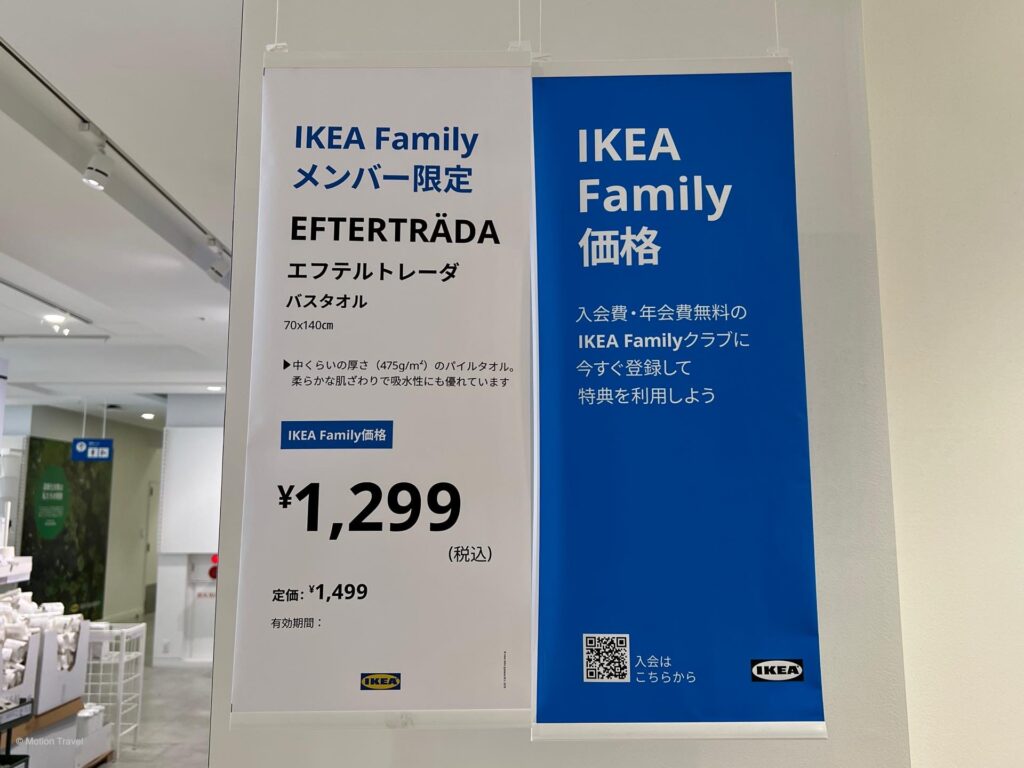 IKEA Family
メンバー限定
EFTERTRÄDA
エフテルトレーダ
バスタオル
70x140㎝
▶中くらいの厚さ（475g/m²）のパイルタオル。
柔らかな肌ざわりで吸水性にも優れています
IKEA Family価格
¥1,299
(税込)
定価: ¥1,499
有効期間：
IKEA
IKEA
Family
価格
入会費・年会費無料の
IKEA Familyクラブに
今すぐ登録して
特典を利用しよう
入会は
こちらから
IKEA
© Motion Travel